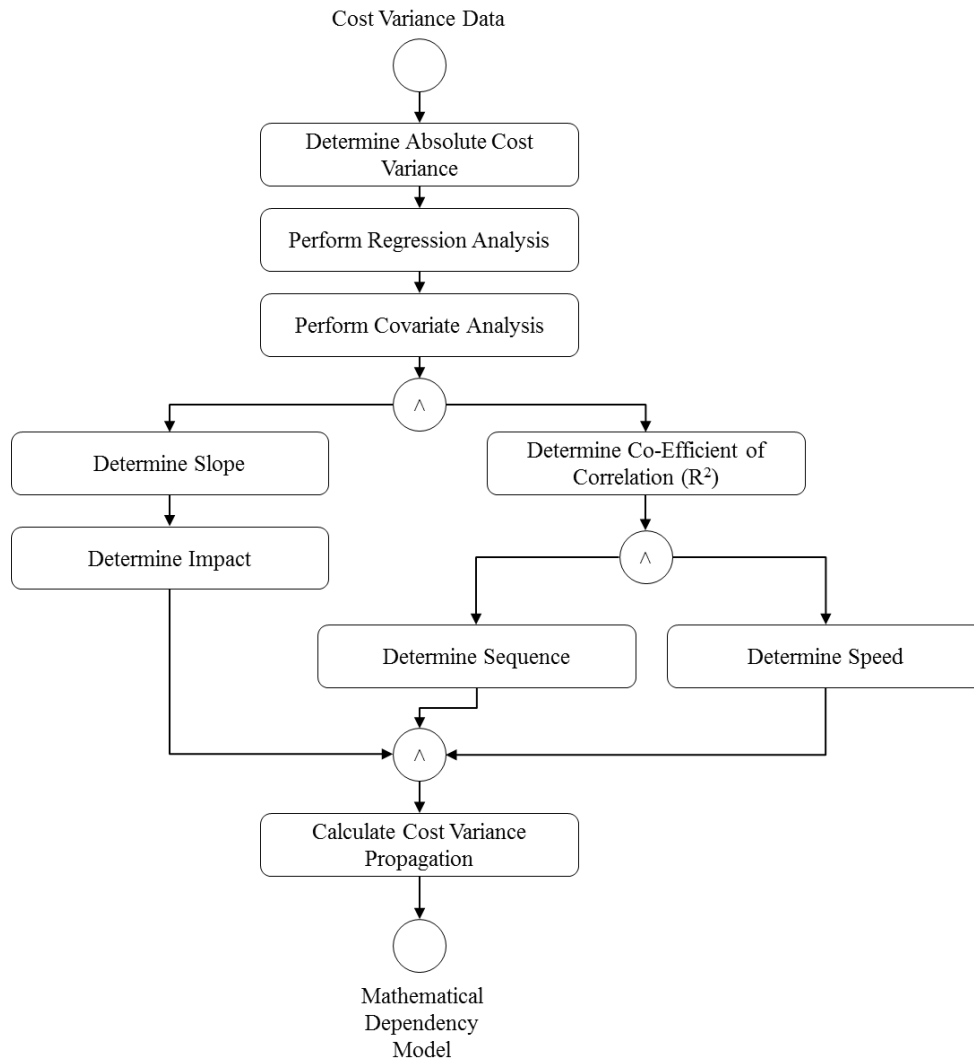 Cost Variance Data
Determine Absolute Cost
Variance
Perform Regression Analysis
Perform Covariate Analysis
^
Determine Slope
Determine Co-Efficient of
Correlation (R²)
Determine Impact
^
Determine Sequence
Determine Speed
^
Calculate Cost Variance
Propagation
Mathematical
Dependency
Model